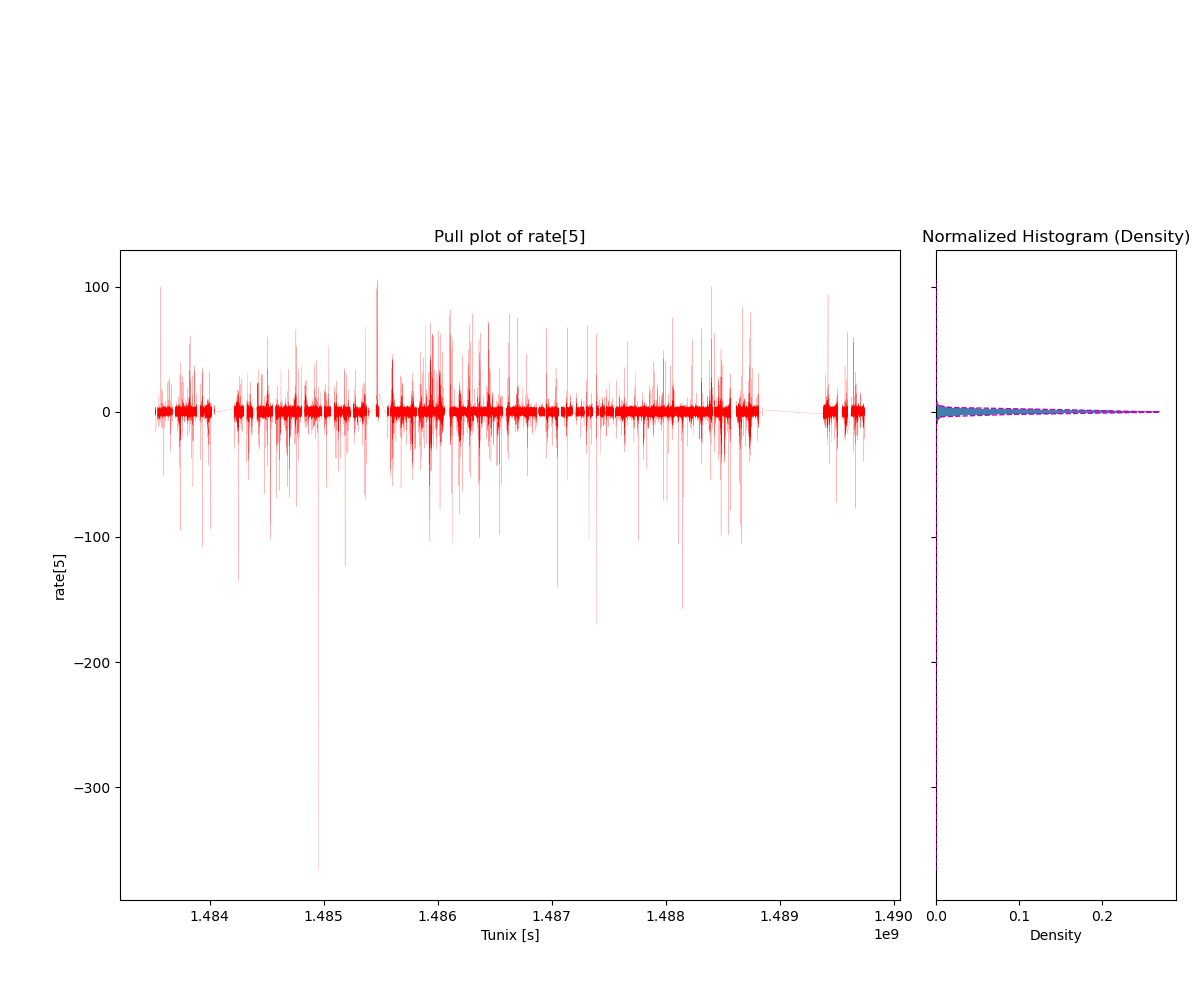 Pull plot of rate[5]
Normalized Histogram (Density)
100
0
−100
−200
−300
rate[5]
1.484 1.485 1.486 1.487 1.488 1.489 1.490
1e9
Tunix [s]
0.0 0.1 0.2
Density